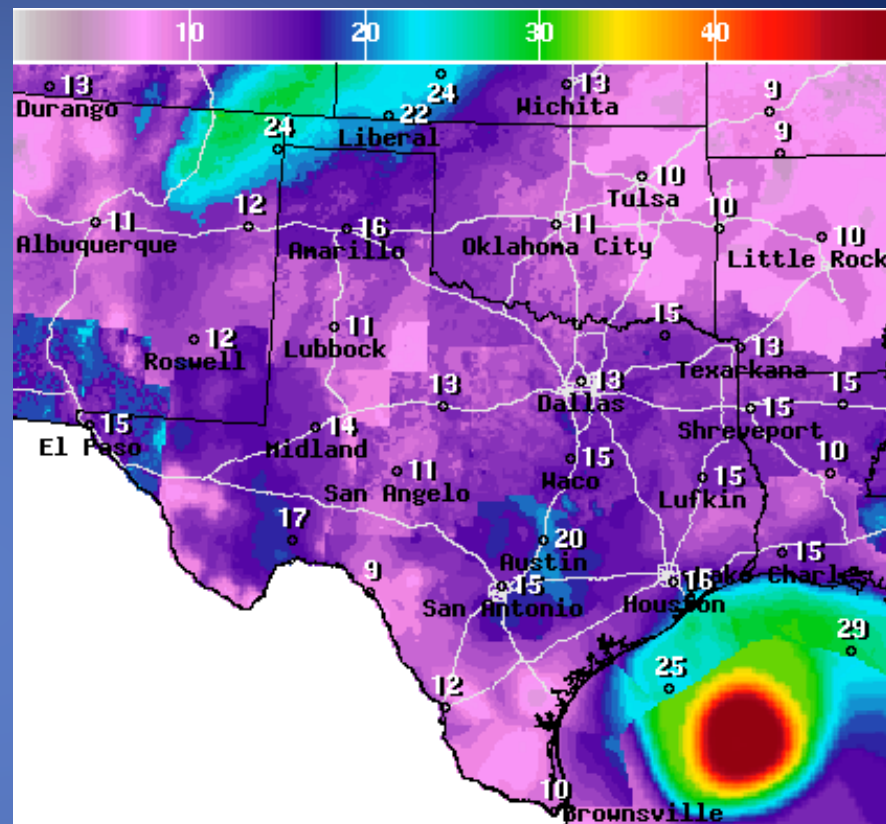 10 20 30 40
13 Durango
24
22 Liberal
24
13 Wichita
9
9
10 Tulsa
11 Albuquerque
12
16 Amarillo
11 Oklahoma City
10
10 Little Rock
12 Roswell
11 Lubbock
15
13 Texarkana
13
13 Dallas
15 Shreveport
15
15 El Paso
14 Midland
11 San Angelo
15 Waco
15 Lufkin
10
17
20 Austin
9
15 San Antonio
16 Houston
15 Lake Charles
29
25
12
10
Brownsville